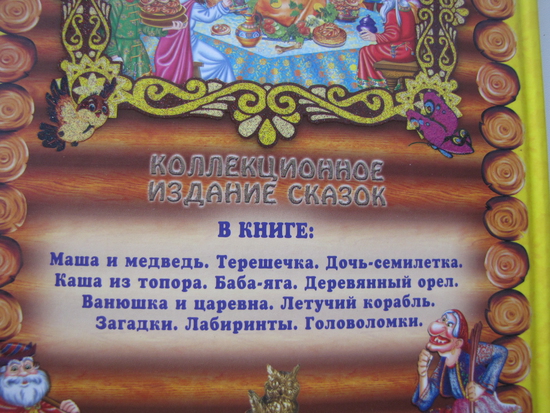 КОЛЛЕКЦИОННОЕ
ИЗДАНИЕ СКАЗОК
В КНИГЕ:
Маша и медведь. Терешечка. Дочь-семилетка.
Каша из топора. Баба-яга. Деревянный орел.
Ванюшка и царевна. Летучий корабль.
Загадки. Лабиринты. Головоломки.